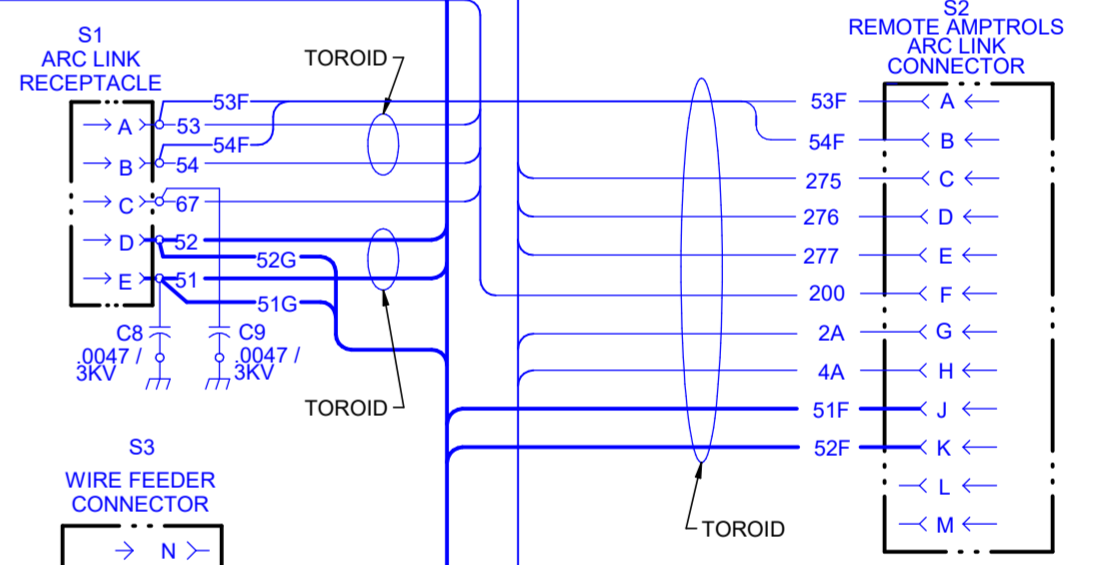 S1
ARC LINK
RECEPTACLE
TOROID
53F
A
53
54F
B
54
C
67
D
52
52G
E
51
51G
C8
.0047 /
3KV
C9
.0047 /
3KV
TOROID
S3
WIRE FEEDER
CONNECTOR
N
S2
REMOTE AMPTROLS
ARC LINK
CONNECTOR
53F
A
54F
B
275
C
276
D
277
E
200
F
2A
G
4A
H
51F
J
52F
K
L
M
TOROID